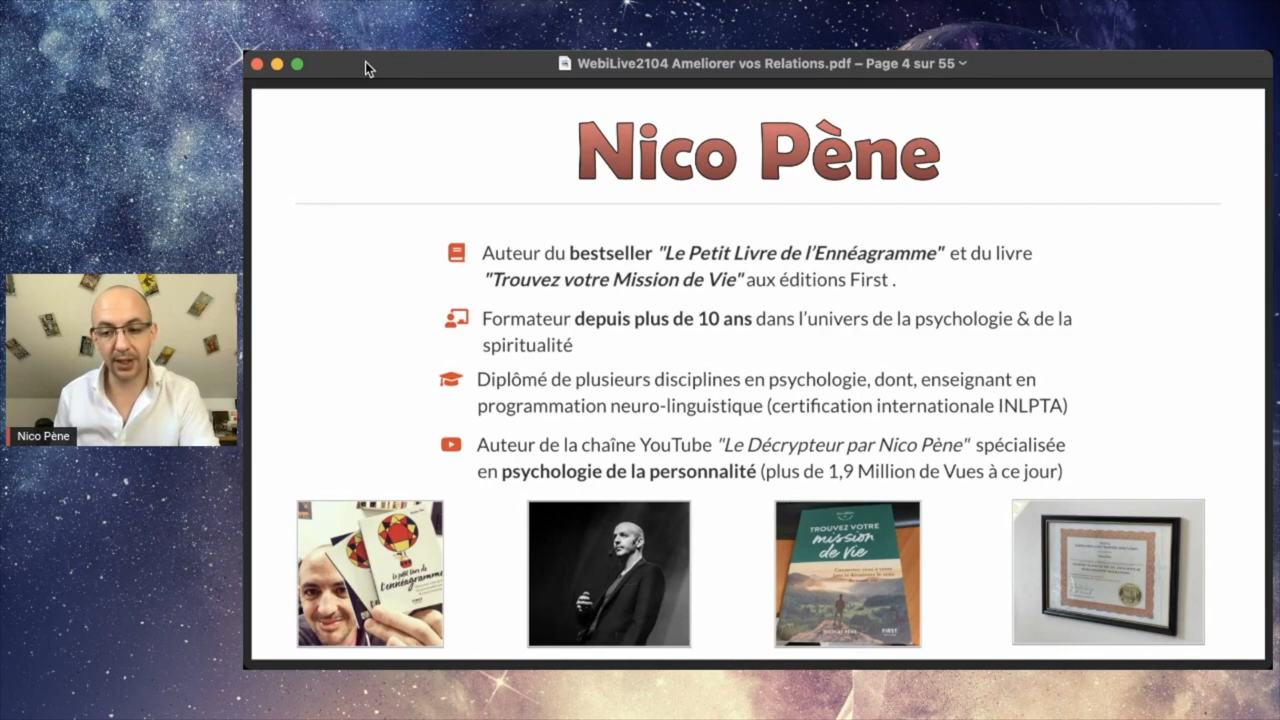 WebiLive2104 Ameliorer vos Relations.pdf – Page 4 sur 55
Nico Pène
Auteur du bestseller "Le Petit Livre de l’Ennéagramme" et du livre
"Trouvez votre Mission de Vie" aux éditions First .
Formateur depuis plus de 10 ans dans l’univers de la psychologie & de la
spiritualité
Diplômé de plusieurs disciplines en psychologie, dont, enseignant en
programmation neuro-linguistique (certification internationale INLPTA)
Auteur de la chaîne YouTube "Le Décrypteur par Nico Pène" spécialisée
en psychologie de la personnalité (plus de 1,9 Million de Vues à ce jour)
Nico Pène
le petit livre de
l'ennéagramme
FIRST
TROUVEZ VOTRE
mission
de vie
NICOLAS PÈNE
FIRST